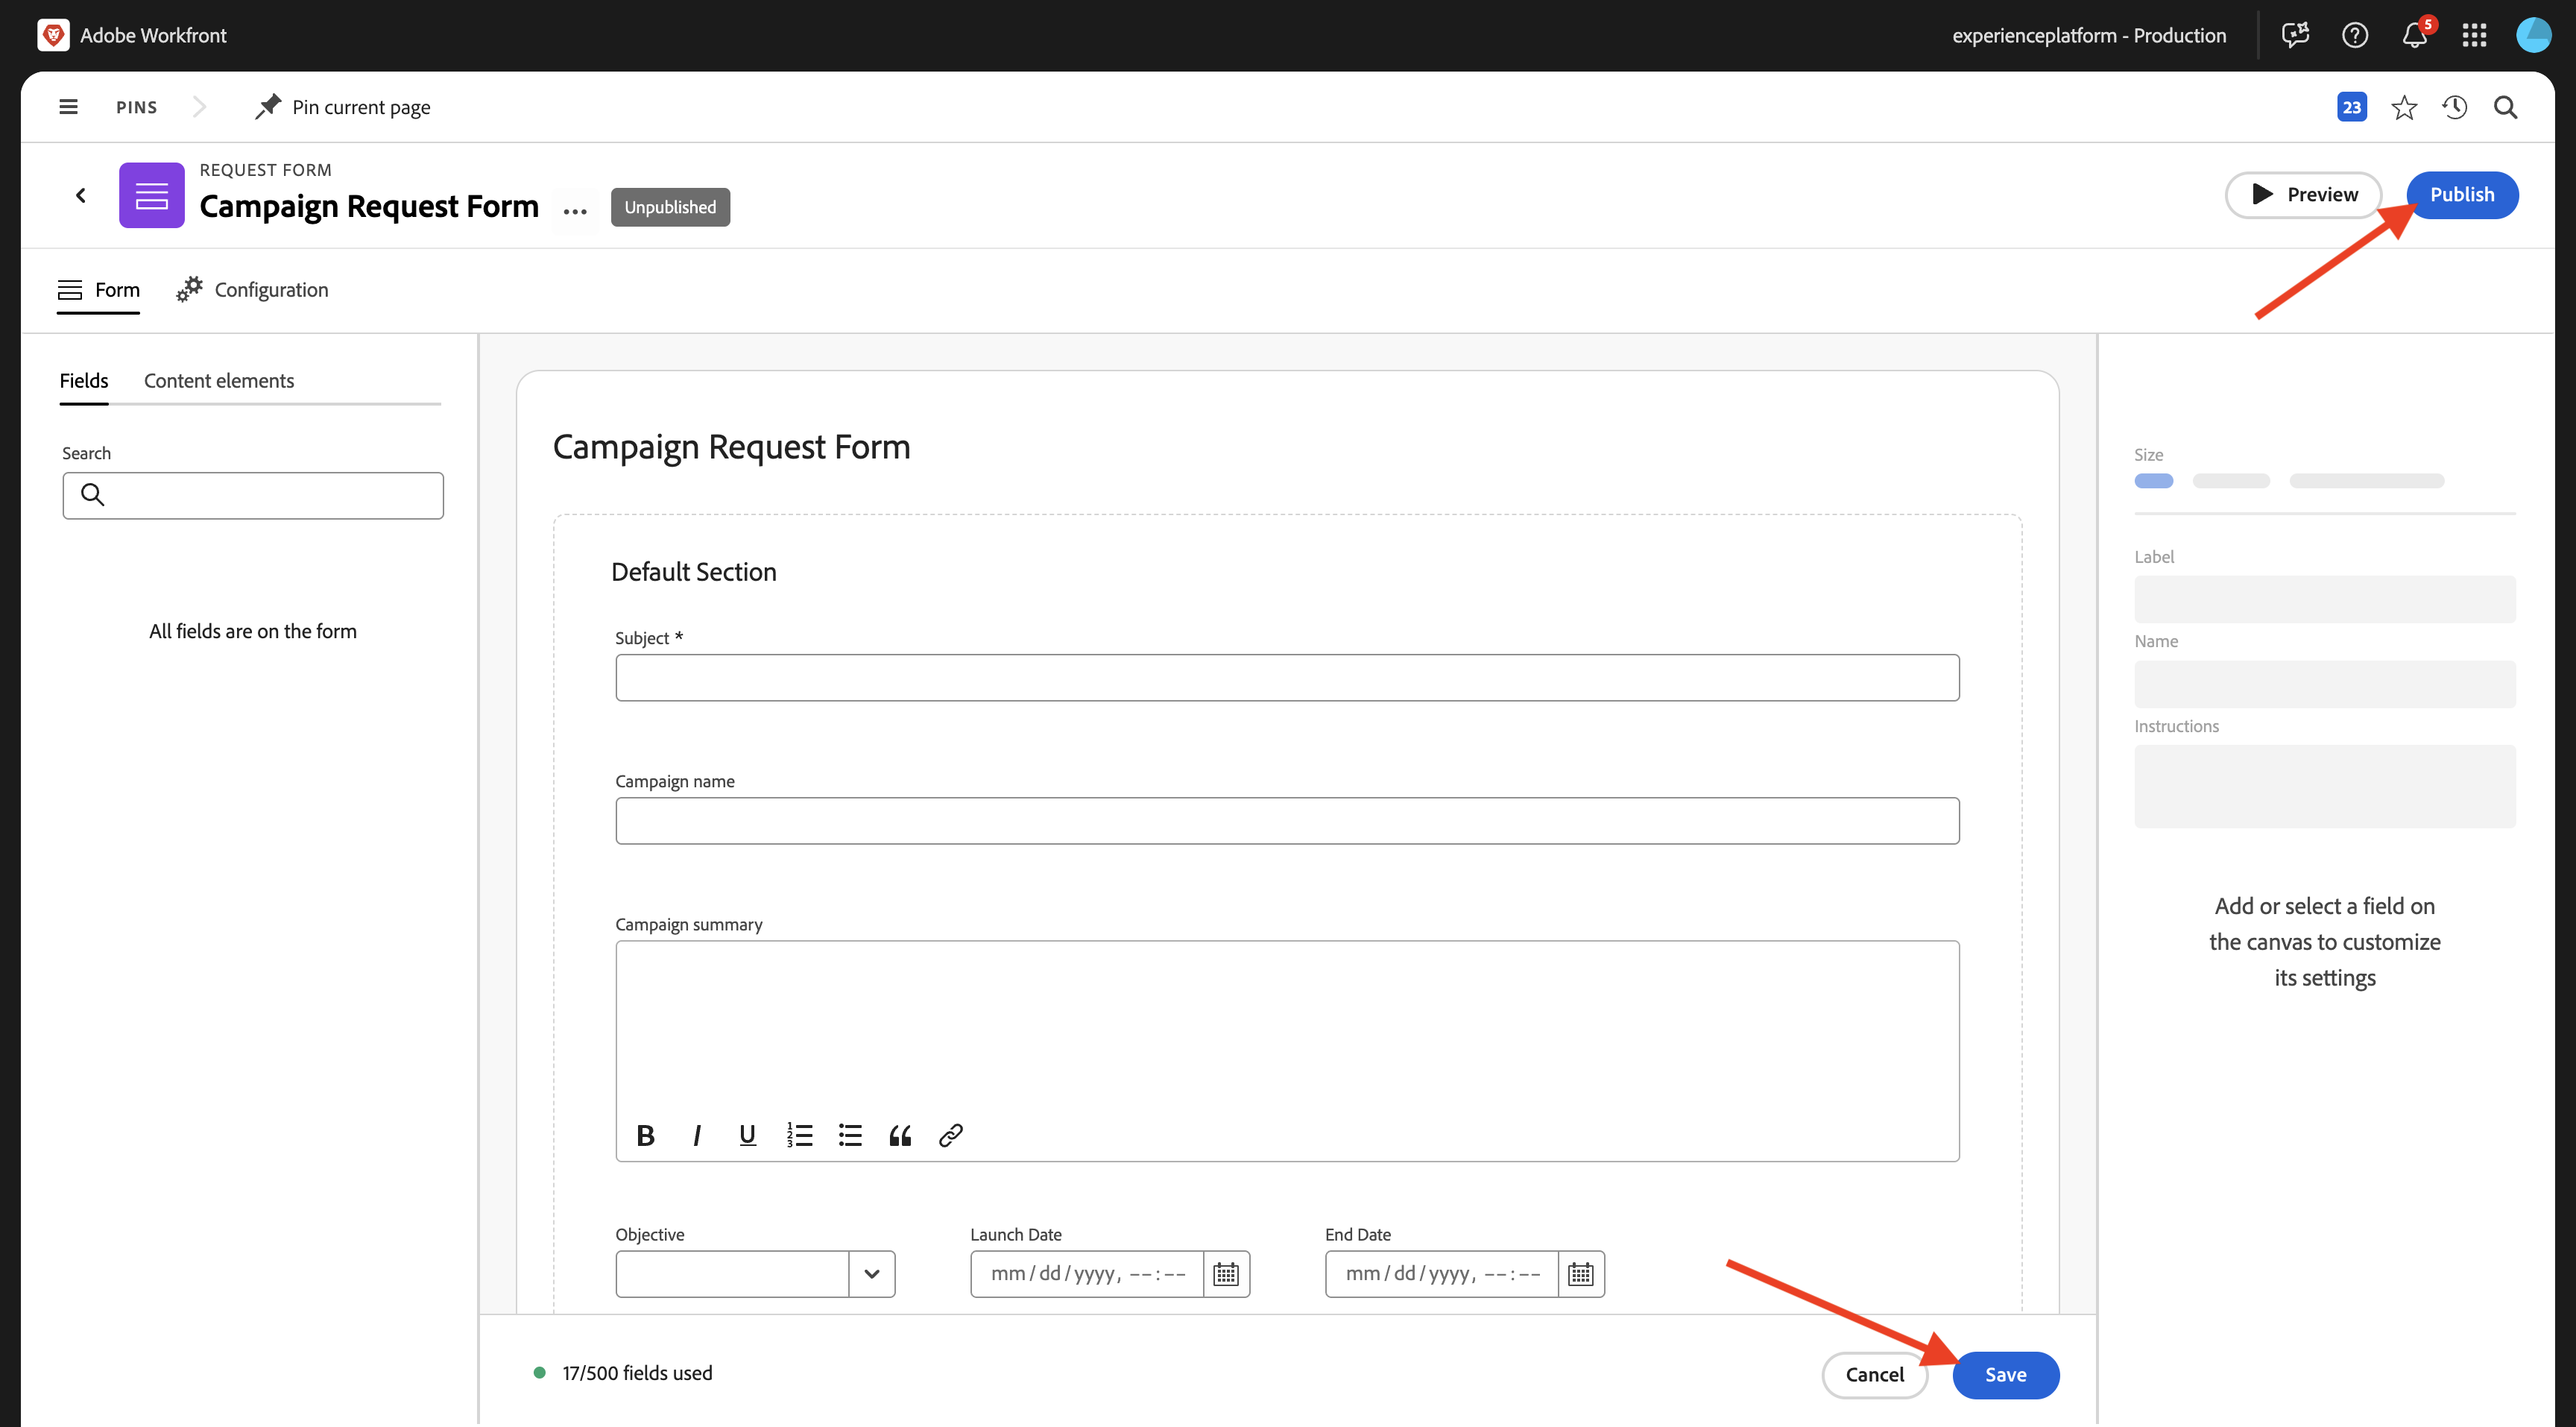 Adobe Workfront
experienceplatform - Production
5
PINS
Pin current page
23
REQUEST FORM
Campaign Request Form
...
Unpublished
Preview
Publish
Form
Configuration
Fields
Content elements
Search
All fields are on the form
Campaign Request Form
Default Section
Subject *
Campaign name
Campaign summary
B I U
Objective
Launch Date
End Date
mm/dd/yyyy, --:--
mm/dd/yyyy, --:--
17/500 fields used
Cancel
Save
Size
Label
Name
Instructions
Add or select a field on
the canvas to customize
its settings